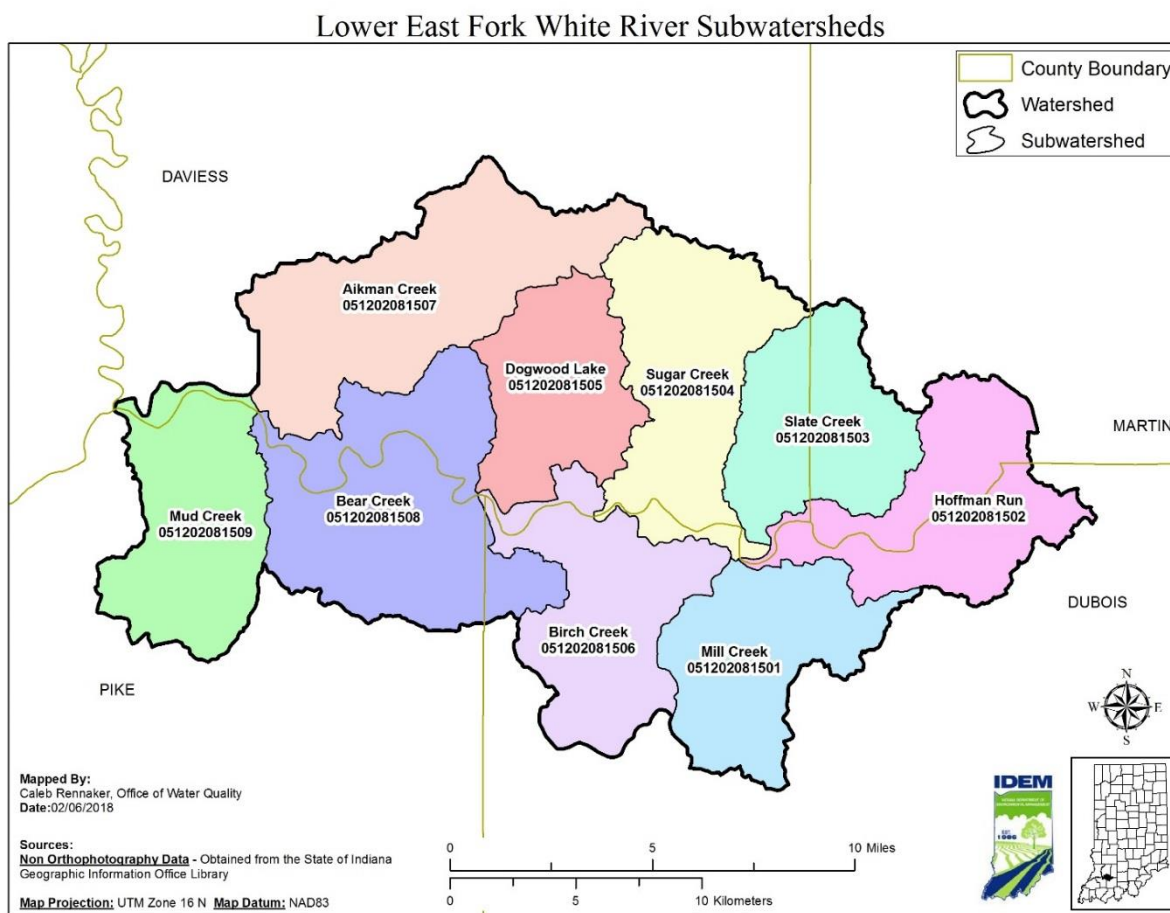 Lower East Fork White River Subwatersheds
County Boundary
Watershed
Subwatershed
DAVIESS
Aikman Creek
051202081507
Dogwood Lake
051202081505
Sugar Creek
051202081504
Slate Creek
051202081503
MARTIN
Hoffman Run
051202081502
Bear Creek
051202081508
Mud Creek
051202081509
DUBOIS
Birch Creek
051202081506
Mill Creek
051202081501
PIKE
N
W E
S
Mapped By:
Caleb Rennaker, Office of Water Quality
Date:02/06/2018
Sources:
Non Orthophotography Data - Obtained from the State of Indiana
Geographic Information Office Library
Map Projection: UTM Zone 16 N Map Datum: NAD83
0 5 10 Miles
0 5 10 Kilometers
IDEM
EST.
1986